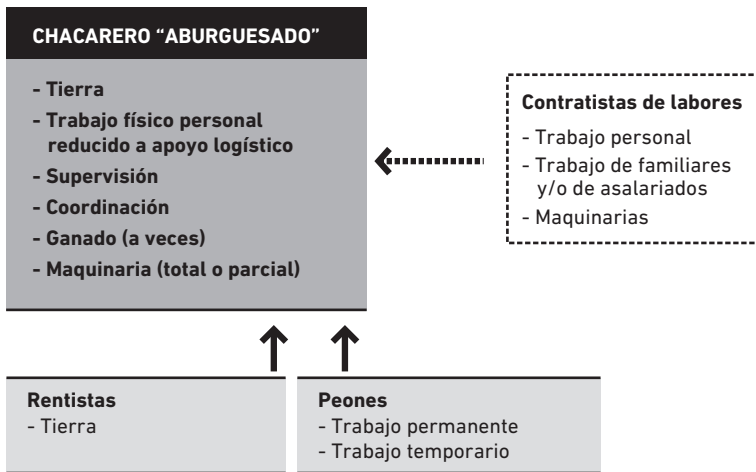 CHACARERO “ABURGUESADO”
- Tierra
- Trabajo físico personal
reducido a apoyo logístico
- Supervisión
- Coordinación
- Ganado (a veces)
- Maquinaria (total o parcial)
Contratistas de labores
- Trabajo personal
- Trabajo de familiares
y/o de asalariados
- Maquinarias
Rentistas
- Tierra
Peones
- Trabajo permanente
- Trabajo temporario